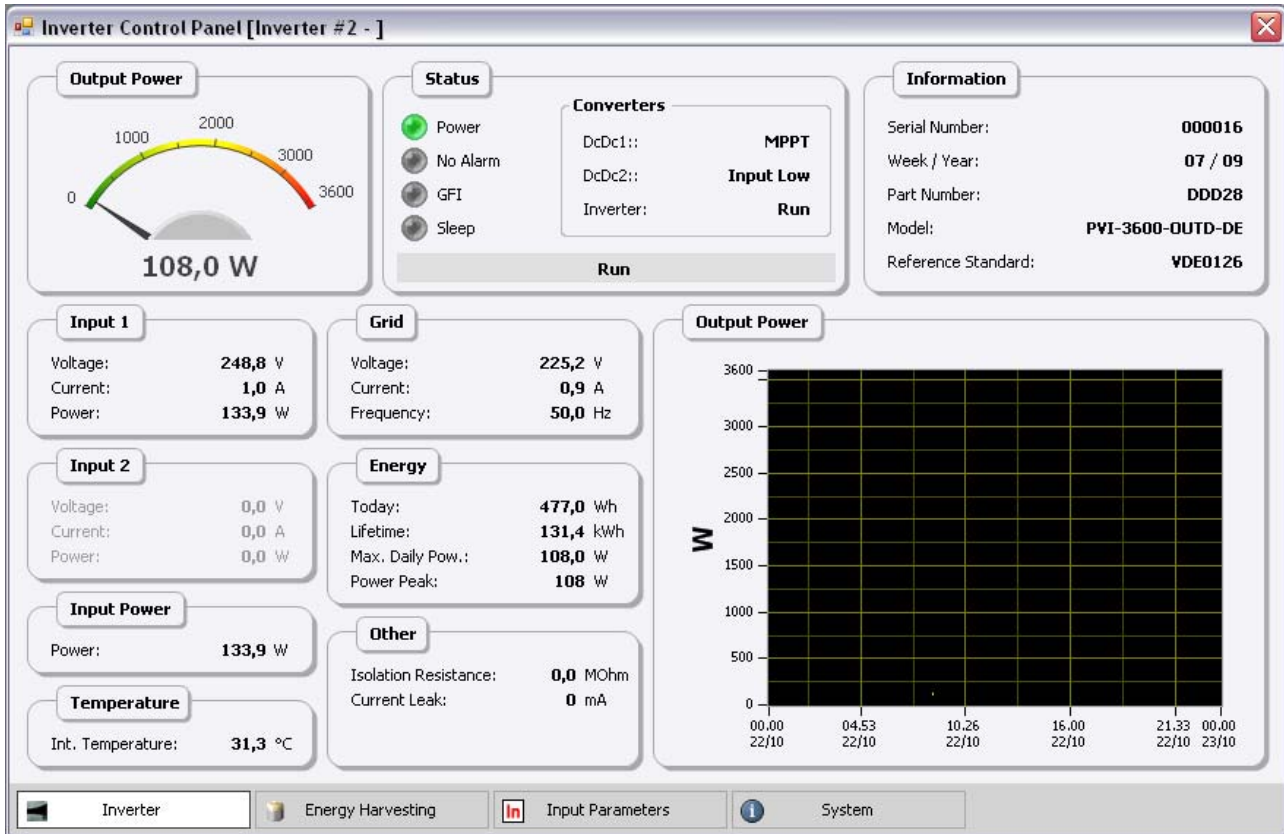 Inverter Control Panel [Inverter #2 - ]
Output Power
0
1000
2000
3000
3600
108,0 W
Status
Power
No Alarm
GFI
Sleep
Converters
DcDc1:: MPPT
DcDc2:: Input Low
Inverter: Run
Run
Information
Serial Number: 000016
Week / Year: 07 / 09
Part Number: DDD28
Model: PVI-3600-OUTD-DE
Reference Standard: VDE0126
Input 1
Voltage: 248,8 V
Current: 1,0 A
Power: 133,9 W
Grid
Voltage: 225,2 V
Current: 0,9 A
Frequency: 50,0 Hz
Input 2
Voltage: 0,0 V
Current: 0,0 A
Power: 0,0 W
Energy
Today: 477,0 Wh
Lifetime: 131,4 kWh
Max. Daily Pow.: 108,0 W
Power Peak: 108 W
Input Power
Power: 133,9 W
Other
Isolation Resistance: 0,0 MOhm
Current Leak: 0 mA
Temperature
Int. Temperature: 31,3 °C
Output Power
W
3600
3000
2500
2000
1500
1000
500
0
00.00 04.53 10.26 16.00 21.33 00.00
22/10 22/10 22/10 22/10 22/10 23/10
Inverter
Energy Harvesting
In Input Parameters
i System